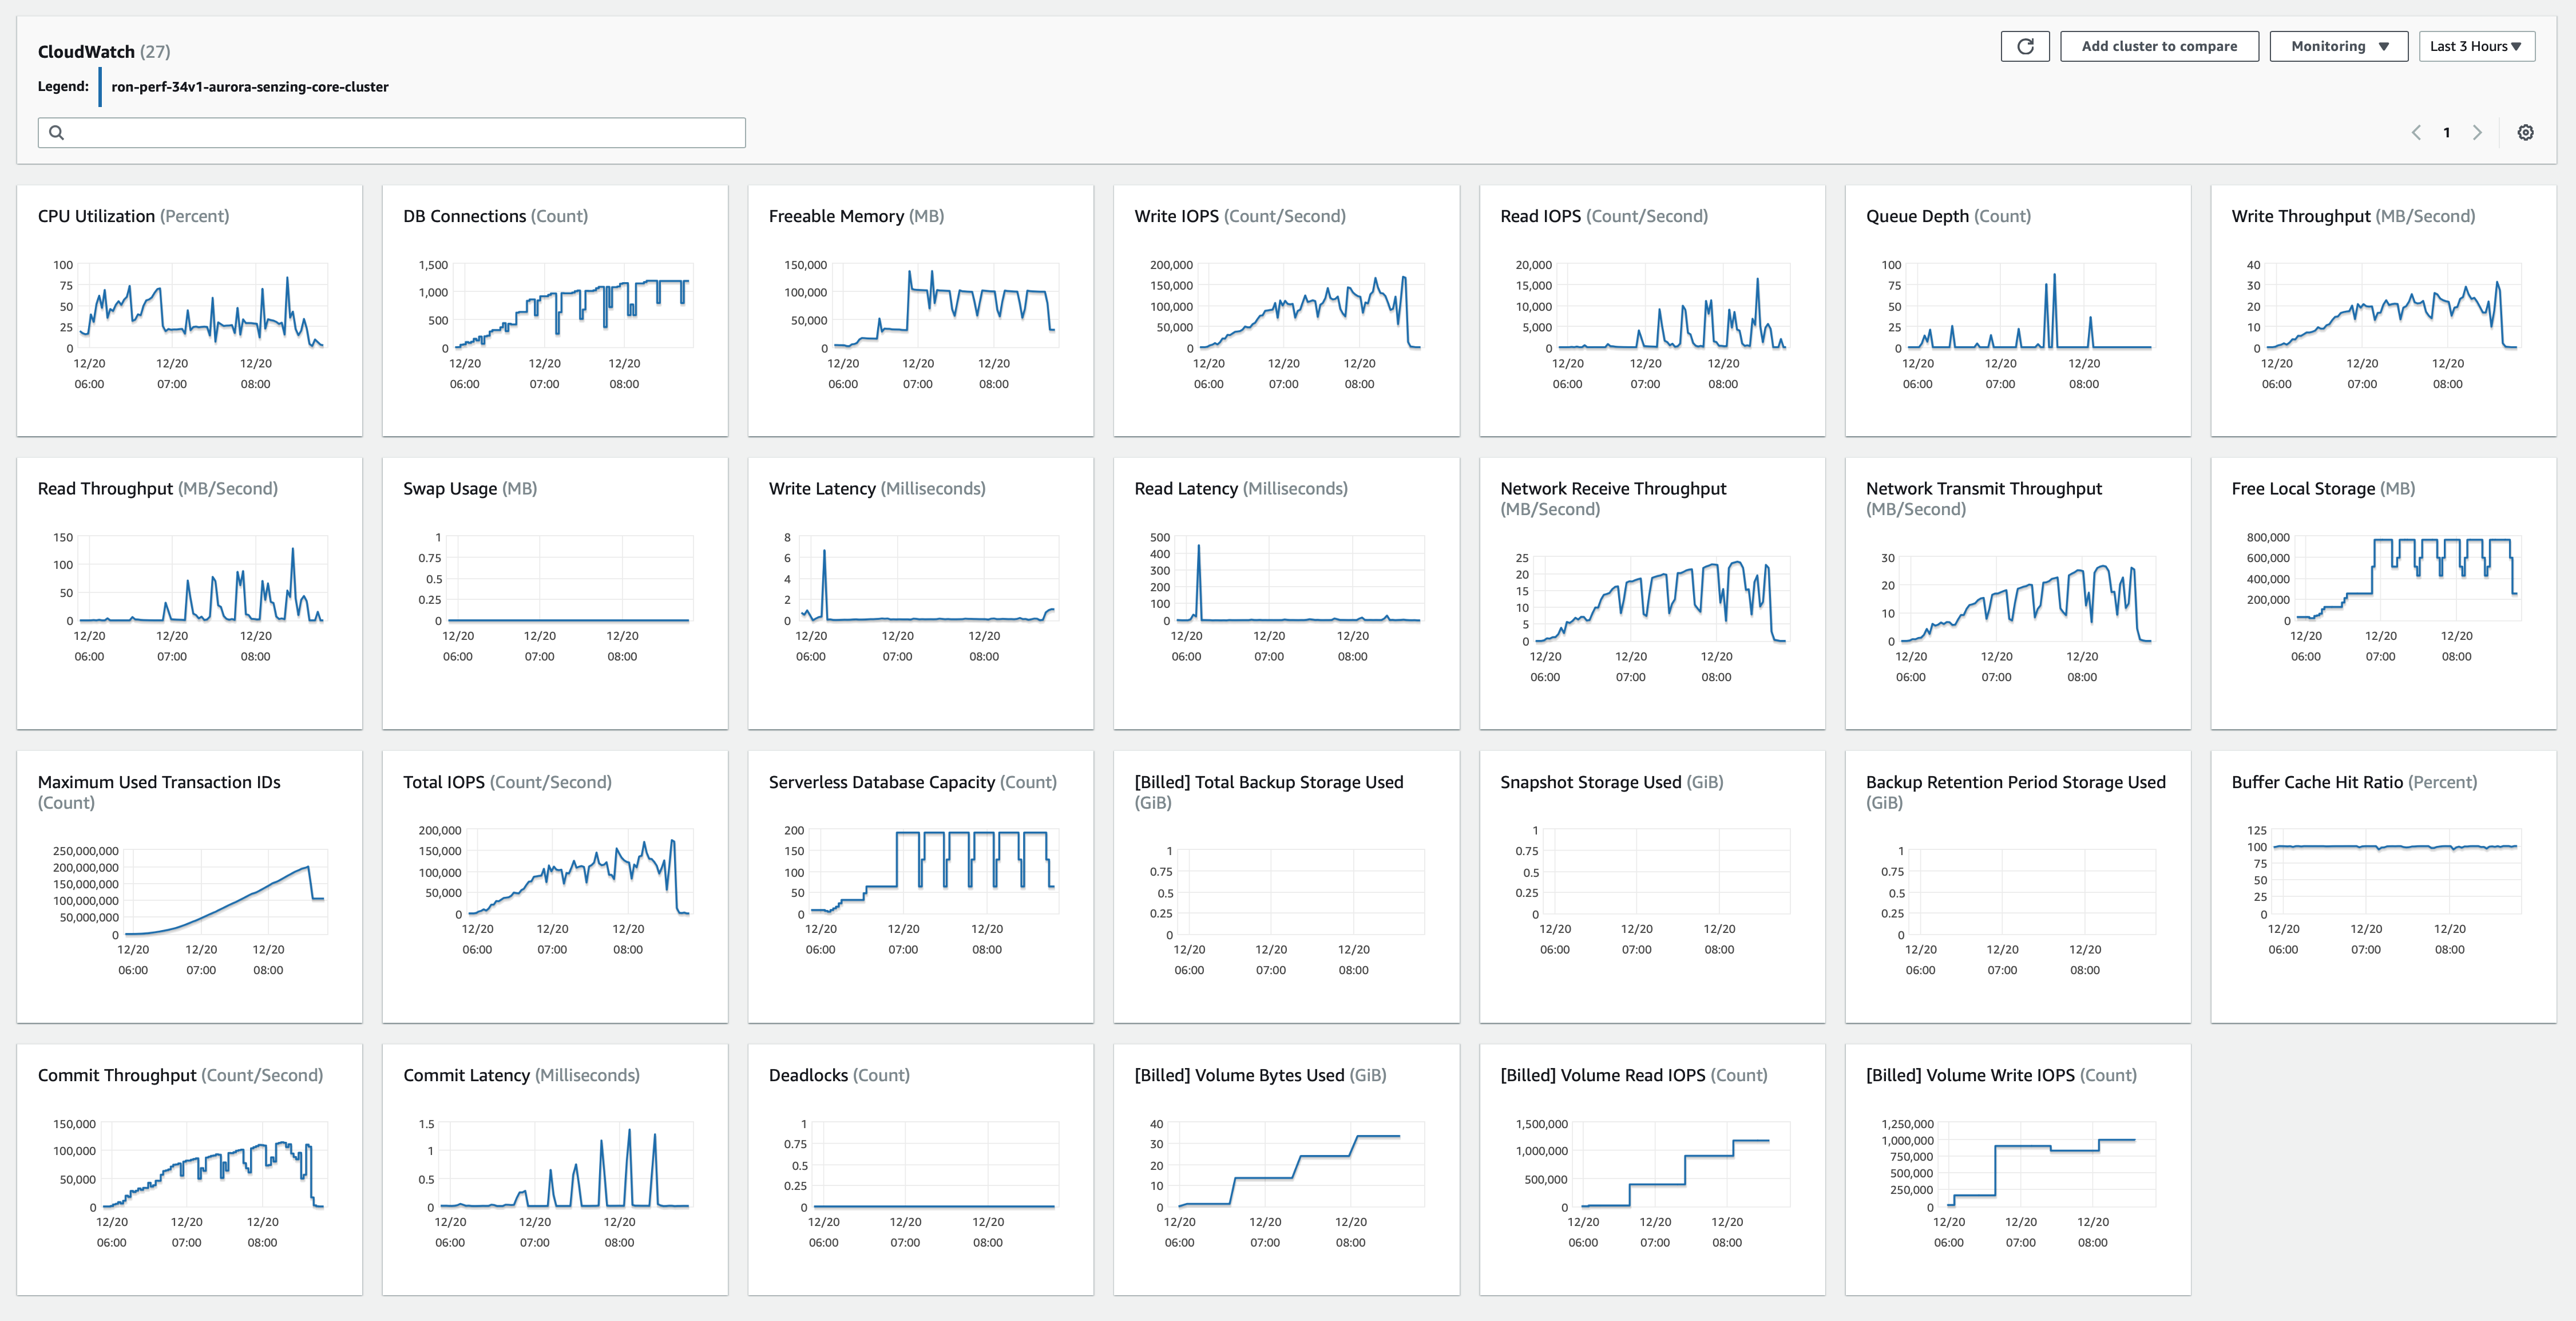 CloudWatch (27)
Add cluster to compare
Monitoring
Last 3 Hours
Legend:
ron-perf-34v1-aurora-senzing-core-cluster
1
CPU Utilization (Percent)
100
75
50
25
0
12/20 12/20 12/20
06:00 07:00 08:00
DB Connections (Count)
1,500
1,000
500
0
12/20 12/20 12/20
06:00 07:00 08:00
Freeable Memory (MB)
150,000
100,000
50,000
0
12/20 12/20 12/20
06:00 07:00 08:00
Write IOPS (Count/Second)
200,000
150,000
100,000
50,000
0
12/20 12/20 12/20
06:00 07:00 08:00
Read IOPS (Count/Second)
20,000
15,000
10,000
5,000
0
12/20 12/20 12/20
06:00 07:00 08:00
Queue Depth (Count)
100
75
50
25
0
12/20 12/20 12/20
06:00 07:00 08:00
Write Throughput (MB/Second)
40
30
20
10
0
12/20 12/20 12/20
06:00 07:00 08:00
Read Throughput (MB/Second)
150
100
50
0
12/20 12/20 12/20
06:00 07:00 08:00
Swap Usage (MB)
1
0.75
0.5
0.25
0
12/20 12/20 12/20
06:00 07:00 08:00
Write Latency (Milliseconds)
8
6
4
2
0
12/20 12/20 12/20
06:00 07:00 08:00
Read Latency (Milliseconds)
500
400
300
200
100
0
12/20 12/20 12/20
06:00 07:00 08:00
Network Receive Throughput
(MB/Second)
25
20
15
10
5
0
12/20 12/20 12/20
06:00 07:00 08:00
Network Transmit Throughput
(MB/Second)
30
20
10
0
12/20 12/20 12/20
06:00 07:00 08:00
Free Local Storage (MB)
800,000
600,000
400,000
200,000
0
12/20 12/20 12/20
06:00 07:00 08:00
Maximum Used Transaction IDs
(Count)
250,000,000
200,000,000
150,000,000
100,000,000
50,000,000
0
12/20 12/20 12/20
06:00 07:00 08:00
Total IOPS (Count/Second)
200,000
150,000
100,000
50,000
0
12/20 12/20 12/20
06:00 07:00 08:00
Serverless Database Capacity (Count)
200
150
100
50
0
12/20 12/20 12/20
06:00 07:00 08:00
[Billed] Total Backup Storage Used
(GiB)
1
0.75
0.5
0.25
0
12/20 12/20 12/20
06:00 07:00 08:00
Snapshot Storage Used (GiB)
1
0.75
0.5
0.25
0
12/20 12/20 12/20
06:00 07:00 08:00
Backup Retention Period Storage Used
(GiB)
1
0.75
0.5
0.25
0
12/20 12/20 12/20
06:00 07:00 08:00
Buffer Cache Hit Ratio (Percent)
125
100
75
50
25
0
12/20 12/20 12/20
06:00 07:00 08:00
Commit Throughput (Count/Second)
150,000
100,000
50,000
0
12/20 12/20 12/20
06:00 07:00 08:00
Commit Latency (Milliseconds)
1.5
1
0.5
0
12/20 12/20 12/20
06:00 07:00 08:00
Deadlocks (Count)
1
0.75
0.5
0.25
0
12/20 12/20 12/20
06:00 07:00 08:00
[Billed] Volume Bytes Used (GiB)
40
30
20
10
0
12/20 12/20 12/20
06:00 07:00 08:00
[Billed] Volume Read IOPS (Count)
1,500,000
1,000,000
500,000
0
12/20 12/20 12/20
06:00 07:00 08:00
[Billed] Volume Write IOPS (Count)
1,250,000
1,000,000
750,000
500,000
250,000
0
12/20 12/20 12/20
06:00 07:00 08:00